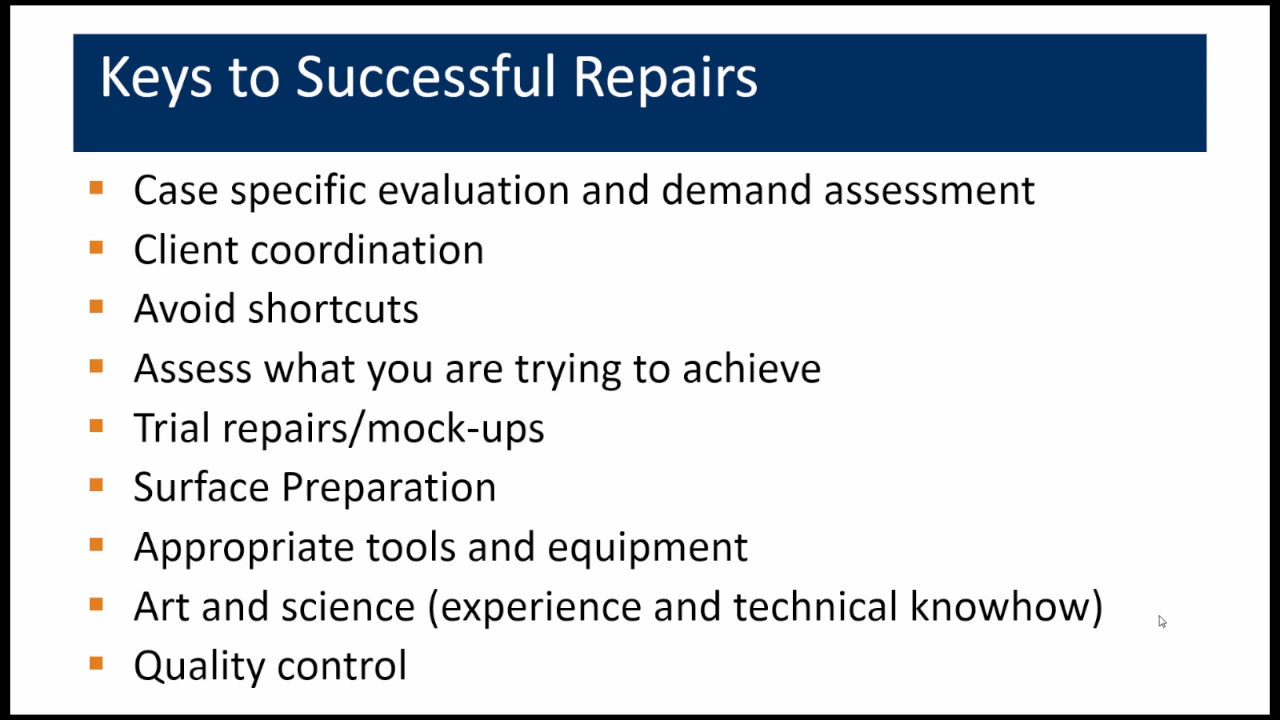 Keys to Successful Repairs
Case specific evaluation and demand assessment
Client coordination
Avoid shortcuts
Assess what you are trying to achieve
Trial repairs/mock-ups
Surface Preparation
Appropriate tools and equipment
Art and science (experience and technical knowhow)
Quality control